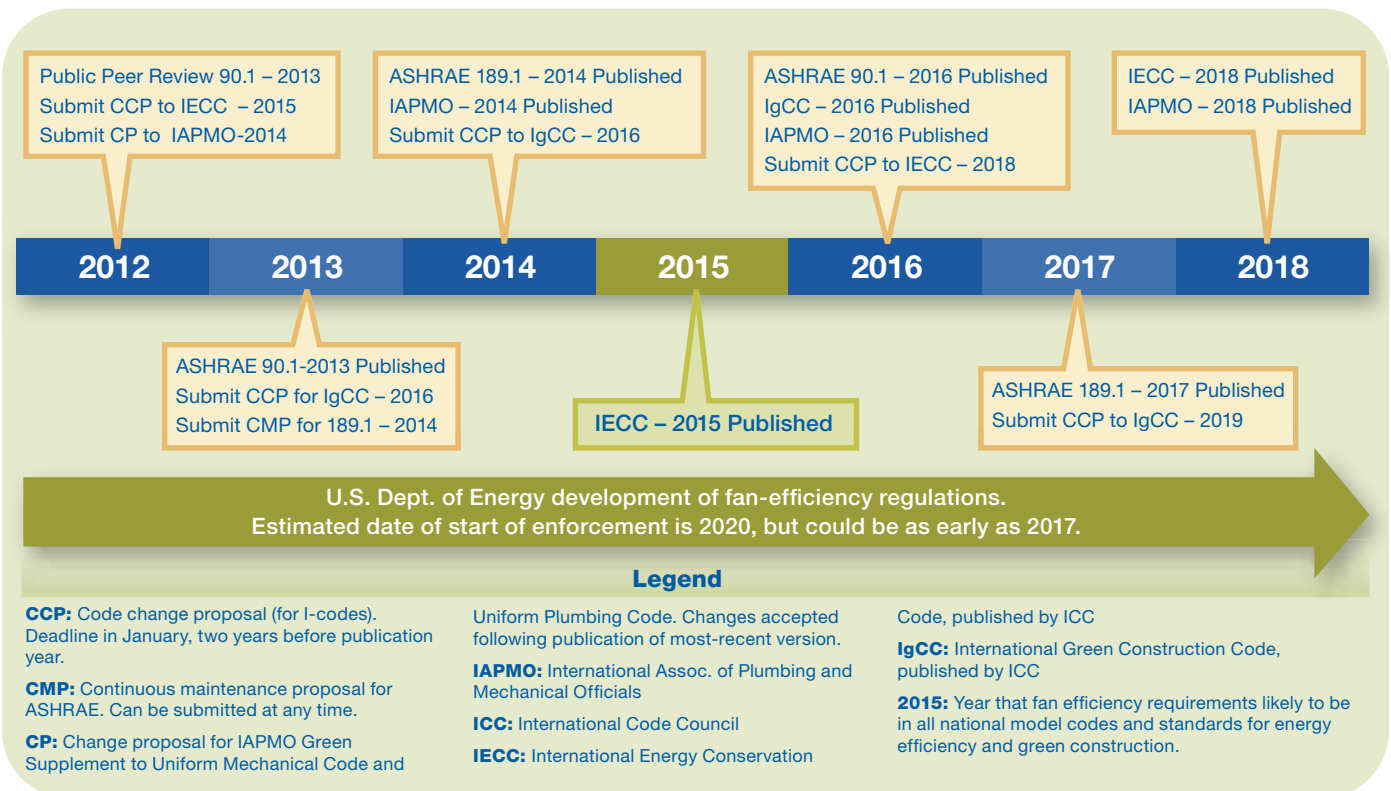 Public Peer Review 90.1 – 2013
Submit CCP to IECC – 2015
Submit CP to IAPMO-2014
ASHRAE 189.1 – 2014 Published
IAPMO – 2014 Published
Submit CCP to IgCC – 2016
ASHRAE 90.1 – 2016 Published
IgCC – 2016 Published
IAPMO – 2016 Published
Submit CCP to IECC – 2018
IECC – 2018 Published
IAPMO – 2018 Published
2012 2013 2014 2015 2016 2017 2018
ASHRAE 90.1-2013 Published
Submit CCP for IgCC – 2016
Submit CMP for 189.1 – 2014
IECC – 2015 Published
ASHRAE 189.1 – 2017 Published
Submit CCP to IgCC – 2019
U.S. Dept. of Energy development of fan-efficiency regulations.
Estimated date of start of enforcement is 2020, but could be as early as 2017.
Legend
CCP: Code change proposal (for I-codes).
Deadline in January, two years before publication
year.
CMP: Continuous maintenance proposal for
ASHRAE. Can be submitted at any time.
CP: Change proposal for IAPMO Green
Supplement to Uniform Mechanical Code and
Uniform Plumbing Code. Changes accepted
following publication of most-recent version.
IAPMO: International Assoc. of Plumbing and
Mechanical Officials
ICC: International Code Council
IECC: International Energy Conservation
Code, published by ICC
IgCC: International Green Construction Code,
published by ICC
2015: Year that fan efficiency requirements likely to be
in all national model codes and standards for energy
efficiency and green construction.